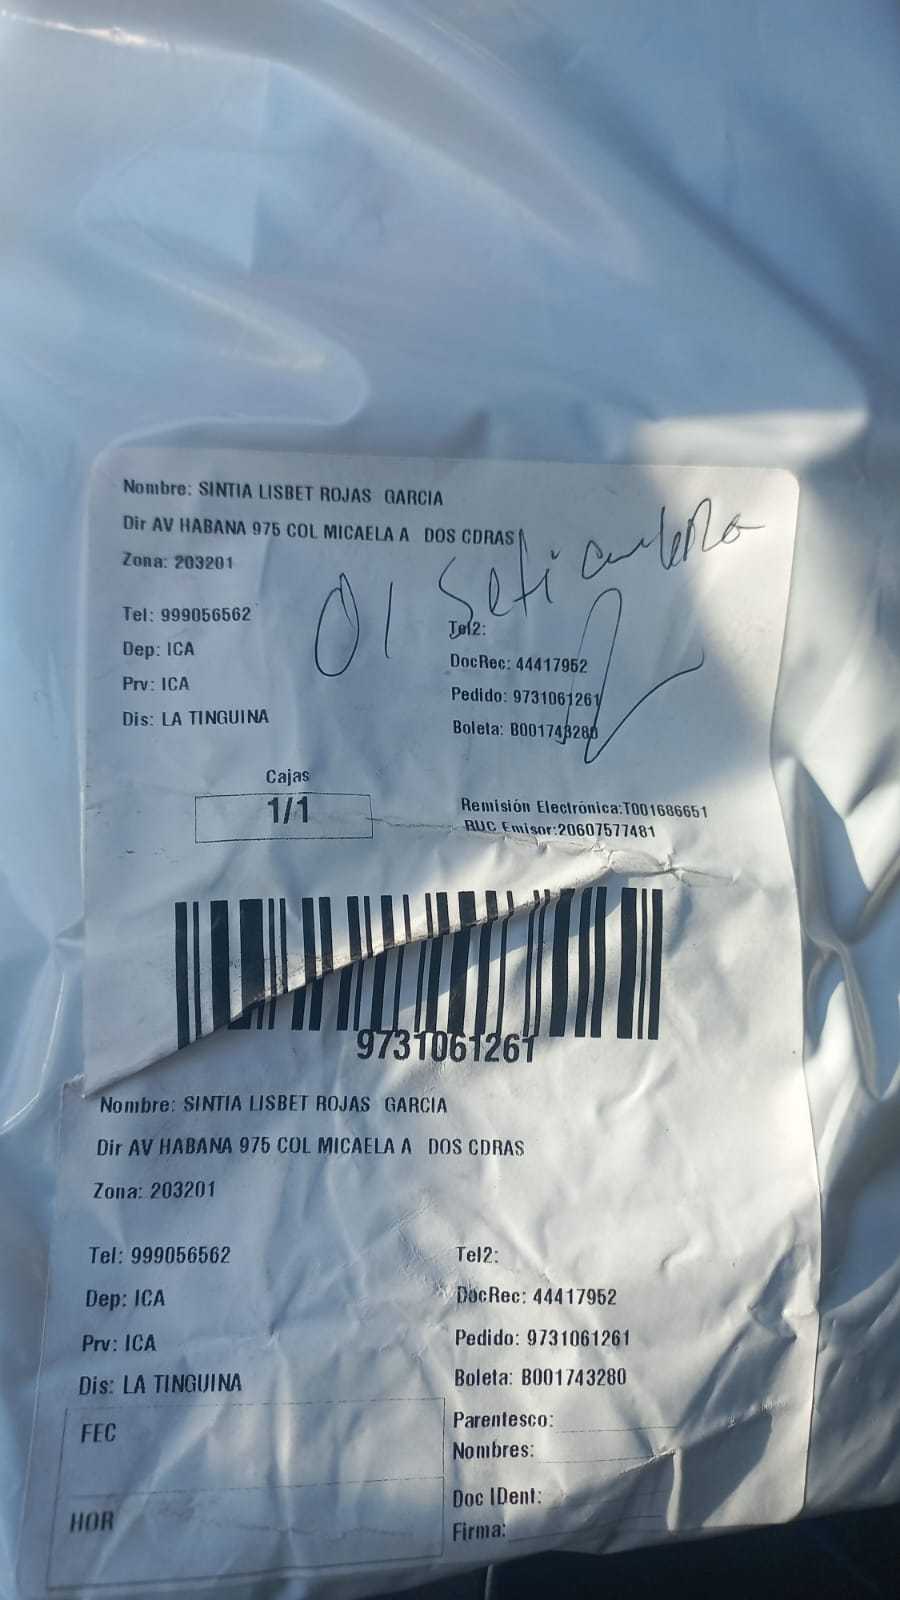 Nombre: SINTIA LISBET ROJAS GARCIA
Dir AV HABANA 975 COL MICAELA A DOS CDRAS
Zona: 203201
01 Setiembre
Tel: 999056562
Tel2:
Dep: ICA
DocRec: 44417952
Prv: ICA
Pedido: 9731061261
Dis: LA TINGUINA
Boleta: B001743280
Cajas
1/1
Remisión Electrónica:T001686651
RUC Emisor:20607577481
9731061261
Nombre: SINTIA LISBET ROJAS GARCIA
Dir AV HABANA 975 COL MICAELA A DOS CDRAS
Zona: 203201
Tel: 999056562
Tel2:
Dep: ICA
DocRec: 44417952
Prv: ICA
Pedido: 9731061261
Dis: LA TINGUINA
Boleta: B001743280
FEC
Parentesco:
Nombres:
HOR
Doc IDent:
Firma: